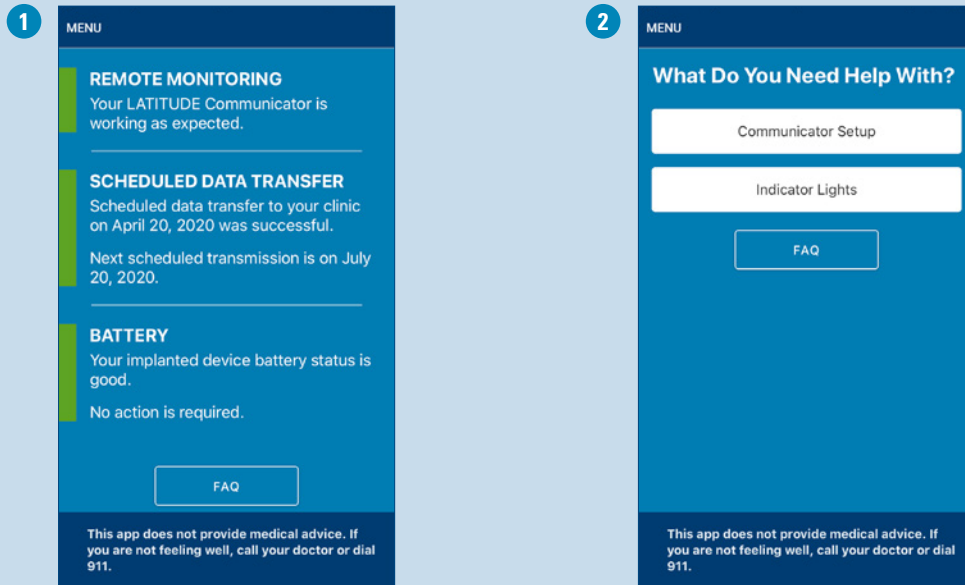 1
MENU
REMOTE MONITORING
Your LATITUDE Communicator is
working as expected.
SCHEDULED DATA TRANSFER
Scheduled data transfer to your clinic
on April 20, 2020 was successful.
Next scheduled transmission is on July
20, 2020.
BATTERY
Your implanted device battery status is
good.
No action is required.
FAQ
This app does not provide medical advice. If
you are not feeling well, call your doctor or dial
911.
2
MENU
What Do You Need Help With?
Communicator Setup
Indicator Lights
FAQ
This app does not provide medical advice. If
you are not feeling well, call your doctor or dial
911.